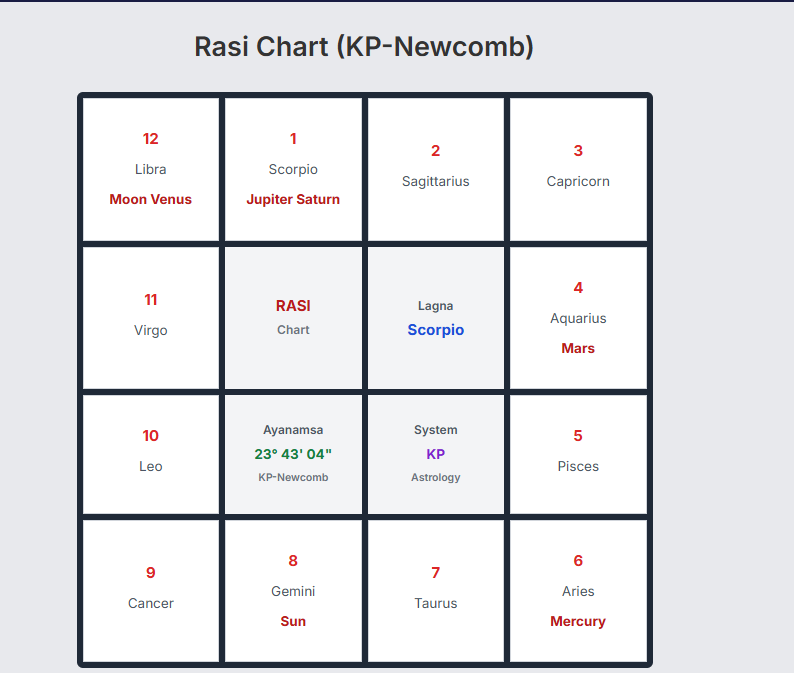 Rasi Chart (KP-Newcomb)
12
Libra
Moon Venus
1
Scorpio
Jupiter Saturn
2
Sagittarius
3
Capricorn
11
Virgo
RASI
Chart
Lagna
Scorpio
4
Aquarius
Mars
10
Leo
Ayanamsa
23° 43' 04"
KP-Newcomb
System
KP
Astrology
5
Pisces
9
Cancer
8
Gemini
Sun
7
Taurus
6
Aries
Mercury